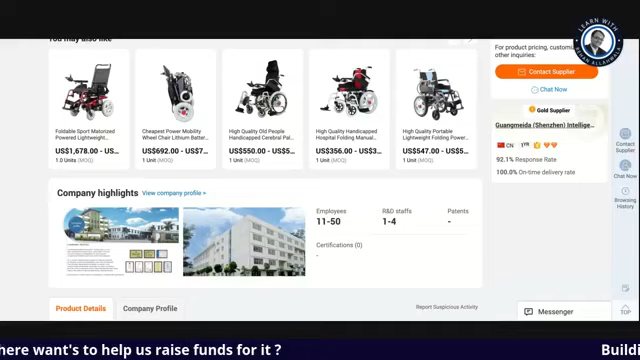 You may also like
For product pricing, customiz
other inquiries:
LEARN WITH
REHAN ALLAHWALA
Contact Supplier
Chat Now
Gold Supplier
Guangmeida (Shenzhen) Intellige...
CN 1YR
92.1% Response Rate
100.0% On-time delivery rate
Foldable Sport Motorized
Powered Lightweight...
US$1,678.00 - US...
1.0 Units (MOQ)
Cheapest Power Mobility
Wheel Chair Lithium Batter...
US$692.00 - US$7...
1 Unit (MOQ)
High Quality Old People
Handicapped Cerebral Pal...
US$550.00 - US$5...
1 Unit (MOQ)
High Quality Handicapped
Hospital Folding Manual...
US$356.00 - US$3...
1 Unit (MOQ)
High Quality Portable
Lightweight Folding Power...
US$547.00 - US$5...
1 Unit (MOQ)
Contact
Supplier
Chat Now
Browsing
History
Company highlights View company profile >
Employees
11-50
R&D staffs
1-4
Patents
-
Certifications (0)
-
Product Details
Company Profile
Report Suspicious Activity
Messenger
TOP
here want's to help us raise funds for it ?
Buildi